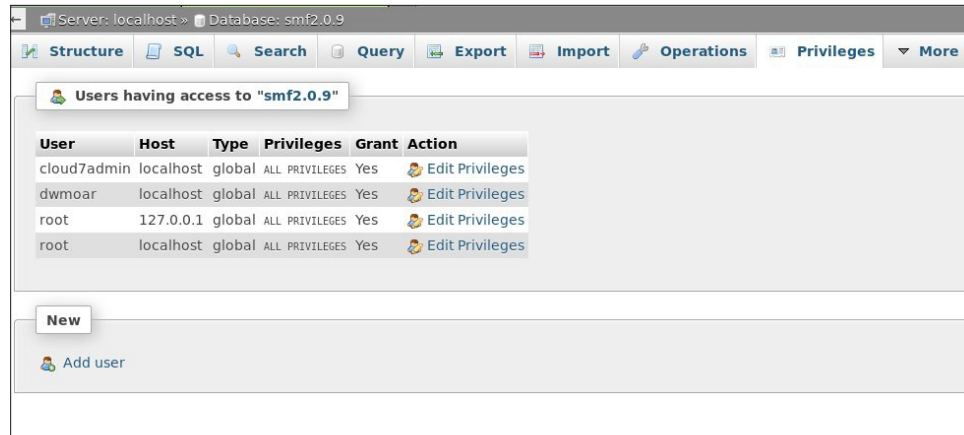 Server: localhost » Database: smf2.0.9
Structure SQL Search Query Export Import Operations Privileges More
Users having access to "smf2.0.9"
User Host Type Privileges Grant Action
cloud7admin localhost global ALL PRIVILEGES Yes Edit Privileges
dwmoar localhost global ALL PRIVILEGES Yes Edit Privileges
root 127.0.0.1 global ALL PRIVILEGES Yes Edit Privileges
root localhost global ALL PRIVILEGES Yes Edit Privileges
New
Add user